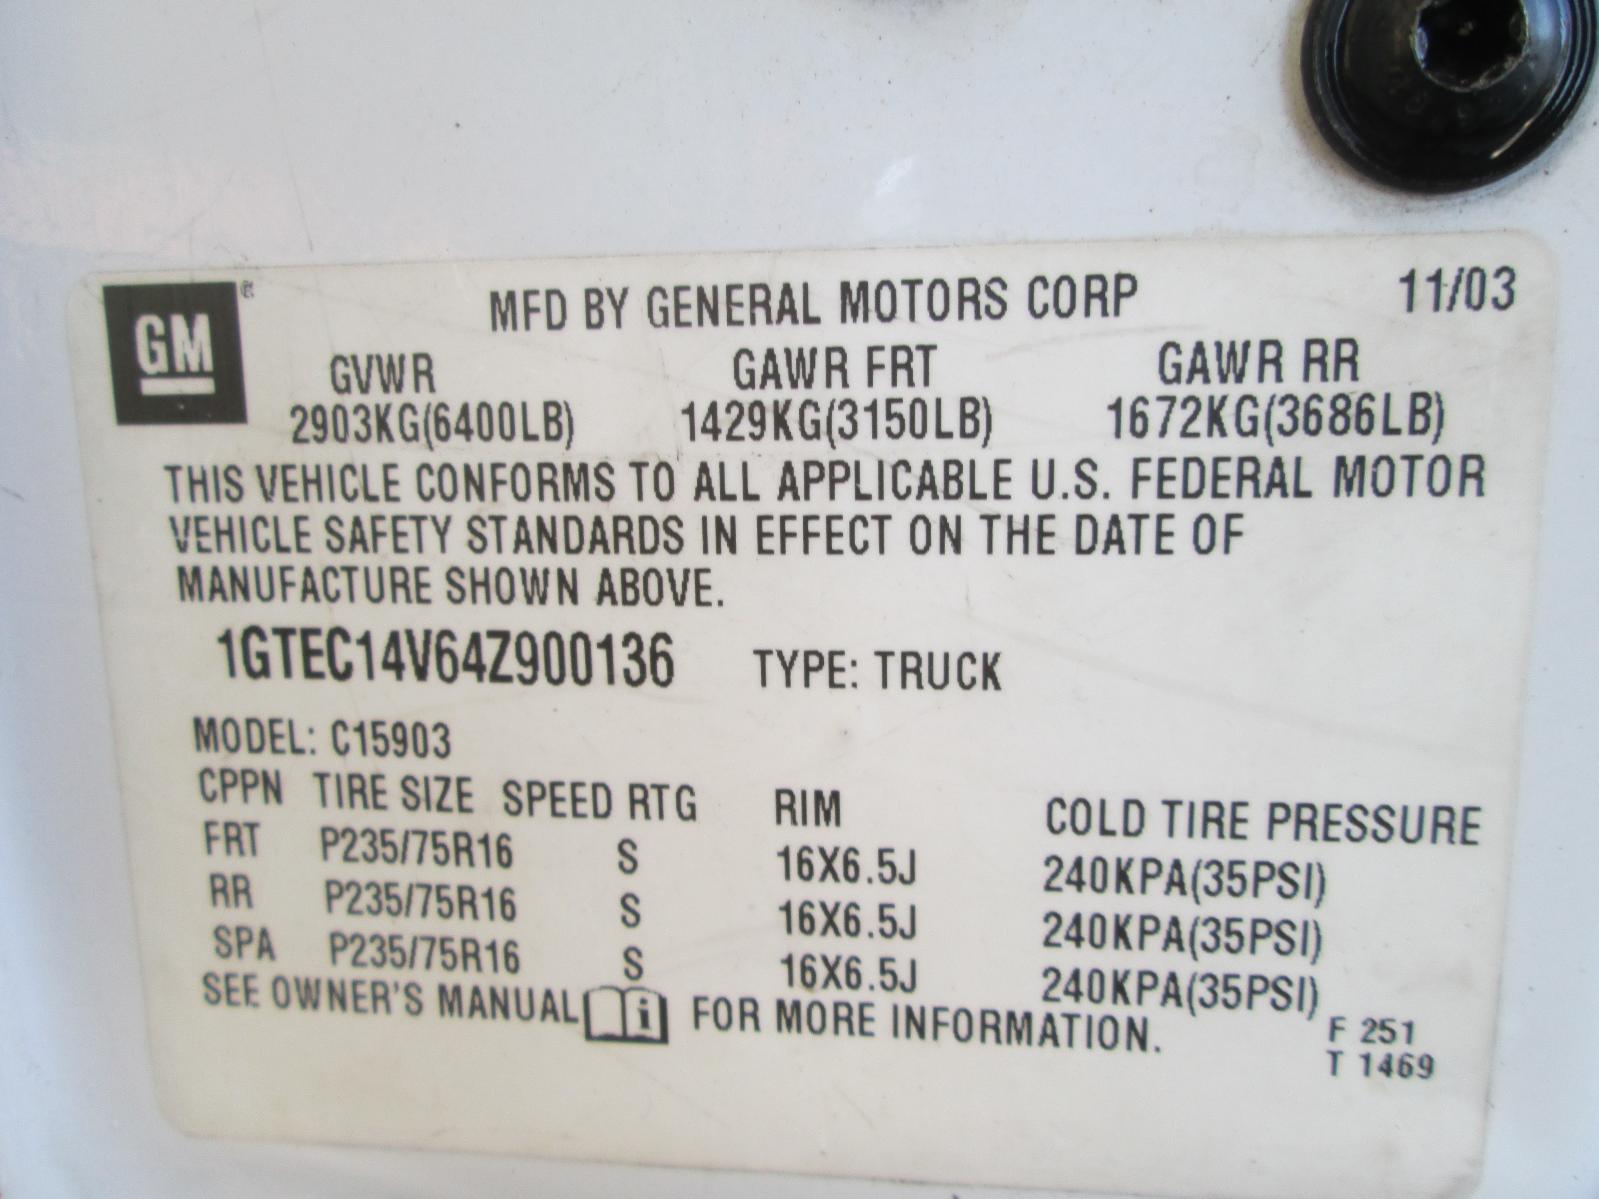 GM
MFD BY GENERAL MOTORS CORP 11/03
GVWR GAWR FRT GAWR RR
2903KG(6400LB) 1429KG(3150LB) 1672KG(3686LB)
THIS VEHICLE CONFORMS TO ALL APPLICABLE U.S. FEDERAL MOTOR
VEHICLE SAFETY STANDARDS IN EFFECT ON THE DATE OF
MANUFACTURE SHOWN ABOVE.
1GTEC14V64Z900136 TYPE: TRUCK
MODEL: C15903
CPPN TIRE SIZE SPEED RTG RIM COLD TIRE PRESSURE
FRT P235/75R16 S 16X6.5J 240KPA(35PSI)
RR P235/75R16 S 16X6.5J 240KPA(35PSI)
SPA P235/75R16 S 16X6.5J 240KPA(35PSI)
SEE OWNER'S MANUAL i FOR MORE INFORMATION.
F 251
T 1469